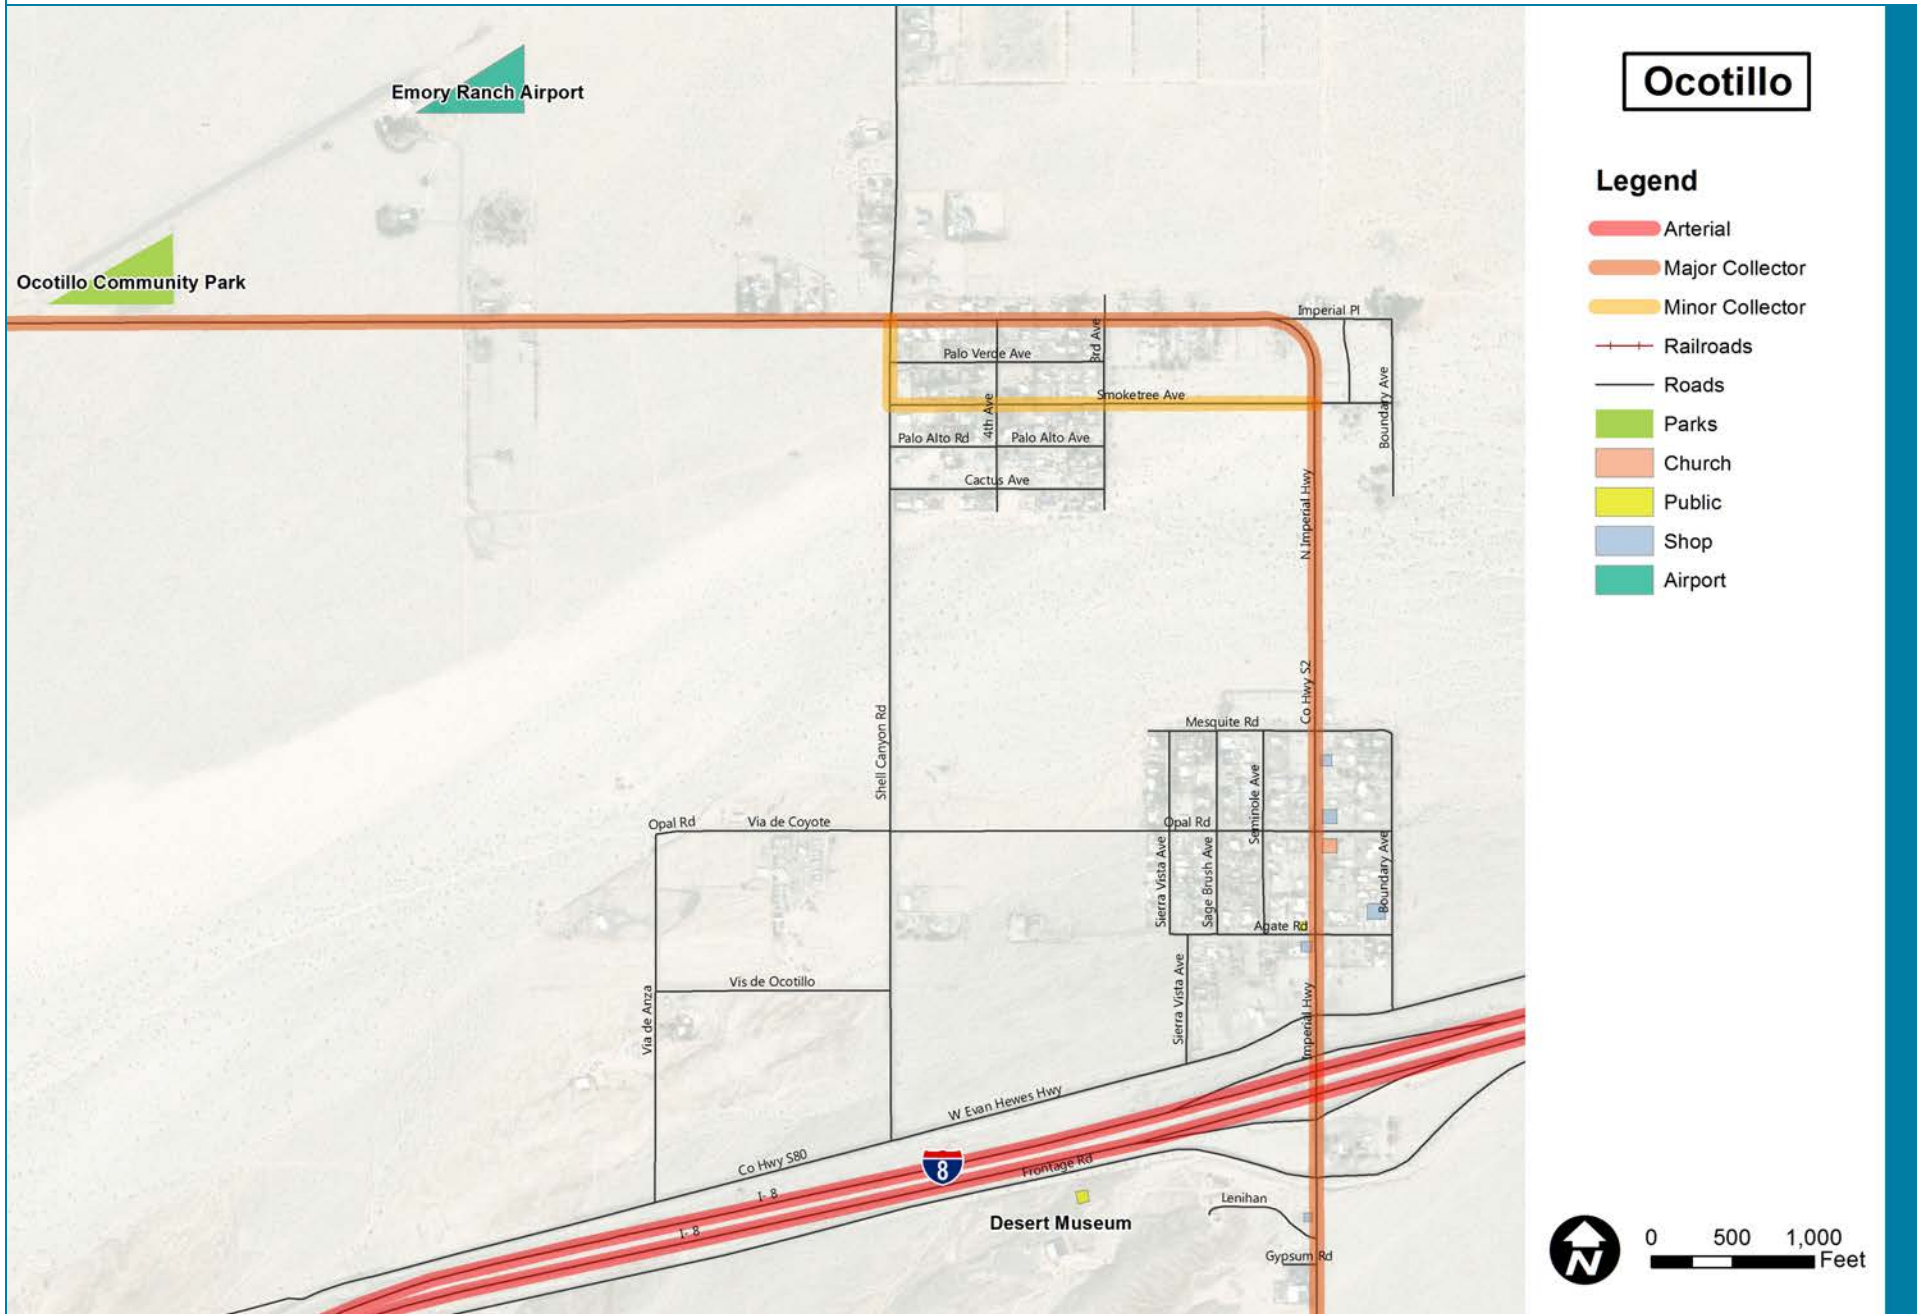 Ocotillo
Legend
Arterial
Major Collector
Minor Collector
Railroads
Roads
Parks
Church
Public
Shop
Airport
Emory Ranch Airport
Ocotillo Community Park
Imperial Pl
Palo Verde Ave
3rd Ave
Smoketree Ave
Boundary Ave
4th Ave
Palo Alto Rd
Palo Alto Ave
Cactus Ave
N Imperial Hwy
Co Hwy S2
Shell Canyon Rd
Mesquite Rd
Seminole Ave
Opal Rd
Via de Coyote
Opal Rd
Sierra Vista Ave
Sage Brush Ave
Boundary Ave
Agate Rd
Vis de Ocotillo
Via de Anza
Sierra Vista Ave
Imperial Hwy
W Evan Hewes Hwy
Co Hwy S80
8
Frontage Rd
I- 8
I- 8
Desert Museum
Lenihan
Gypsum Rd
N
0 500 1,000
Feet